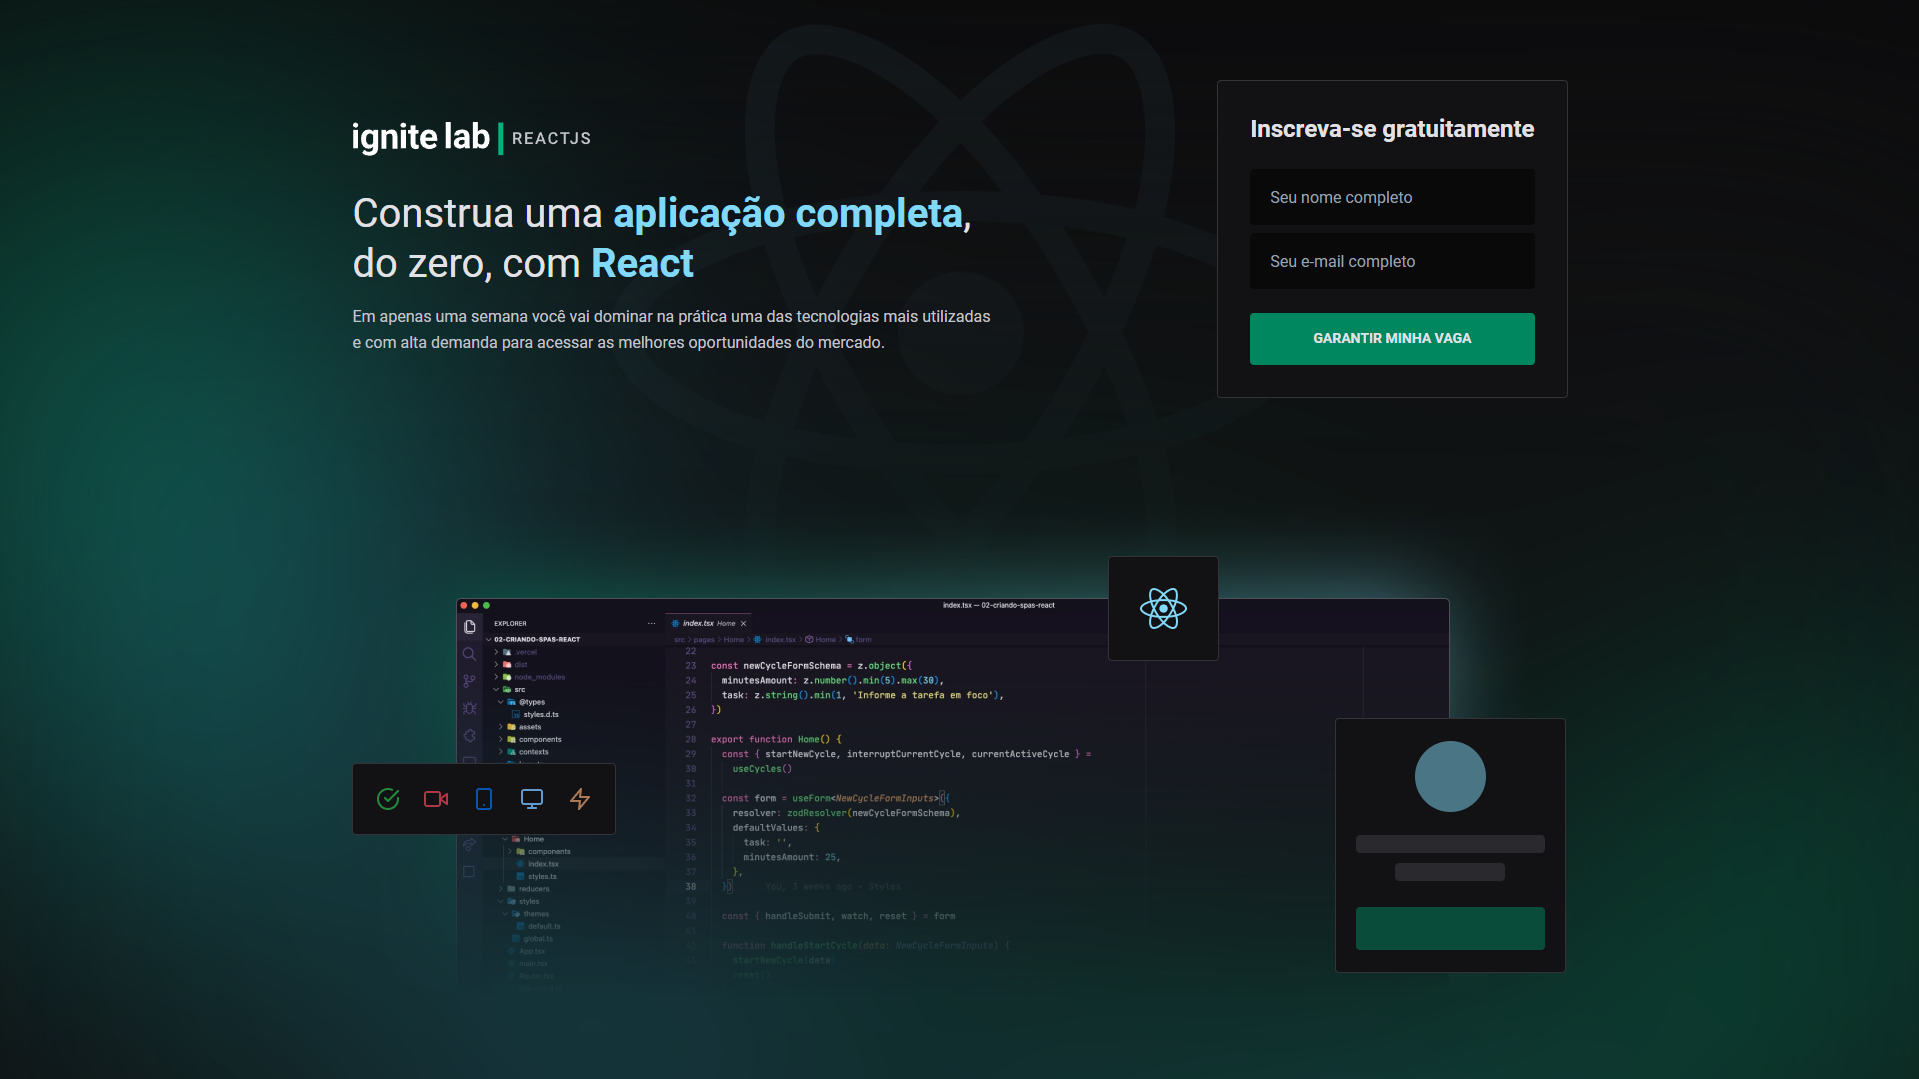 ignite lab | REACTJS
Construa uma aplicação completa,
do zero, com React
Em apenas uma semana você vai dominar na prática uma das tecnologias mais utilizadas
e com alta demanda para acessar as melhores oportunidades do mercado.
Inscreva-se gratuitamente
Seu nome completo
Seu e-mail completo
GARANTIR MINHA VAGA
index.tsx — 02-criando-spas-react
EXPLORER
02-CRIANDO-SPAS-REACT
.vercel
dist
node_modules
src
@types
styles.d.ts
assets
components
contexts
Home
components
index.tsx
styles.ts
reducers
styles
themes
default.ts
global.ts
App.tsx
main.tsx
Router.tsx
index.tsx Home
src > pages > Home > index.tsx > Home > form
22
23 const newCycleFormSchema = z.object({
24 minutesAmount: z.number().min(5).max(30),
25 task: z.string().min(1, 'Informe a tarefa em foco'),
26 })
27
28 export function Home() {
29 const { startNewCycle, interruptCurrentCycle, currentActiveCycle } =
30 useCycles()
31
32 const form = useForm<NewCycleFormInputs>({
33 resolver: zodResolver(newCycleFormSchema),
34 defaultValues: {
35 task: '',
36 minutesAmount: 25,
37 },
38 }) You, 3 weeks ago • Styles
39
40 const { handleSubmit, watch, reset } = form
41
42 function handleStartCycle(data: NewCycleFormInputs) {
startNewCycle(data)
reset()